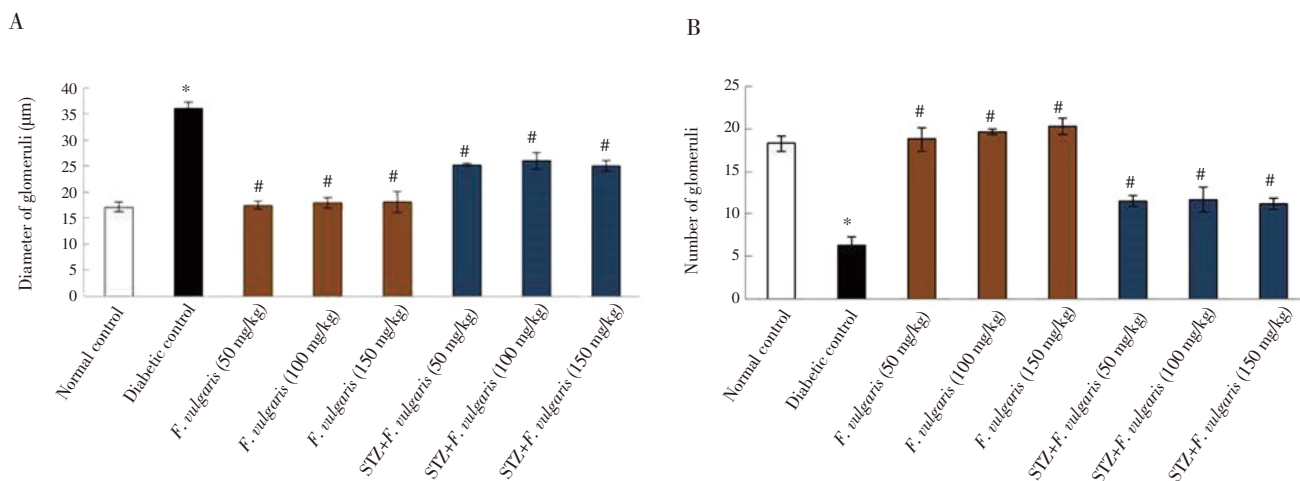 A
Diameter of glomeruli (μm)
40
35
30
25
20
15
10
5
0
*
#
#
#
#
#
#
Normal control
Diabetic control
F. vulgaris (50 mg/kg)
F. vulgaris (100 mg/kg)
F. vulgaris (150 mg/kg)
STZ+F. vulgaris (50 mg/kg)
STZ+F. vulgaris (100 mg/kg)
STZ+F. vulgaris (150 mg/kg)
B
Number of glomeruli
25
20
15
10
5
0
*
#
#
#
#
#
#
Normal control
Diabetic control
F. vulgaris (50 mg/kg)
F. vulgaris (100 mg/kg)
F. vulgaris (150 mg/kg)
STZ+F. vulgaris (50 mg/kg)
STZ+F. vulgaris (100 mg/kg)
STZ+F. vulgaris (150 mg/kg)